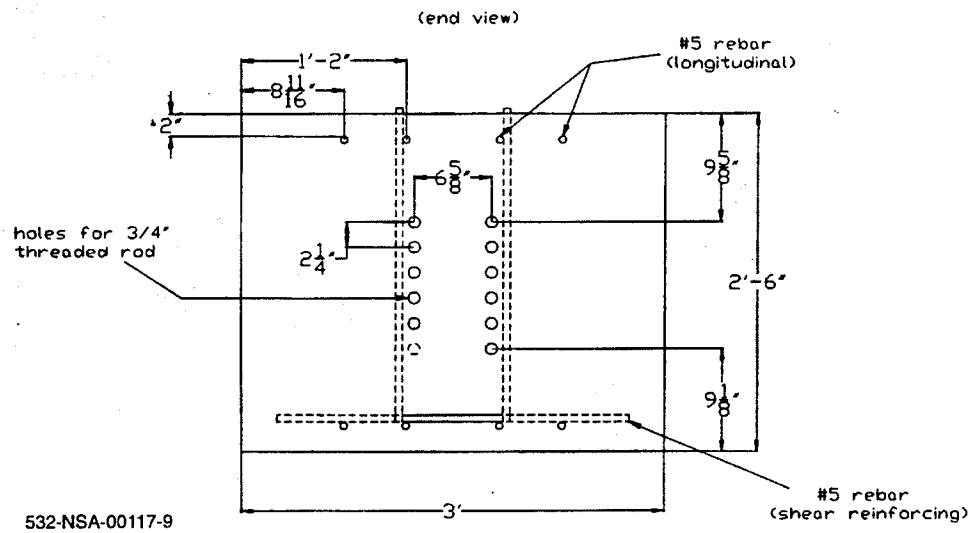 (end view)
#5 rebar
(longitudinal)
1'-2"
8 11/16"
2"
6 5/8"
9 5/8"
holes for 3/4"
threaded rod
2 1/4"
2'-6"
9 1/8"
#5 rebar
(shear reinforcing)
3'
532-NSA-00117-9